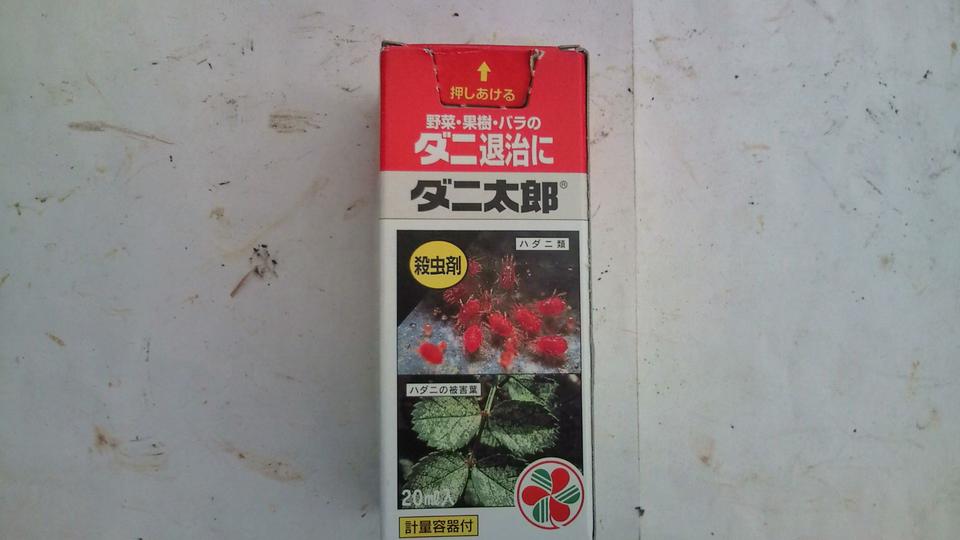 押しあける
野菜・果樹・バラの
ダニ退治に
ダニ太郎®
殺虫剤
ハダニ類
ハダニの被害葉
20mℓ入
計量容器付